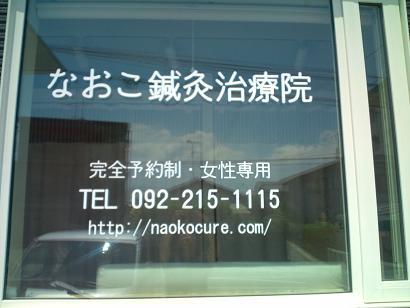 なおこ鍼灸治療院
完全予約制・女性専用
TEL 092-215-1115
http://naokocure.com/